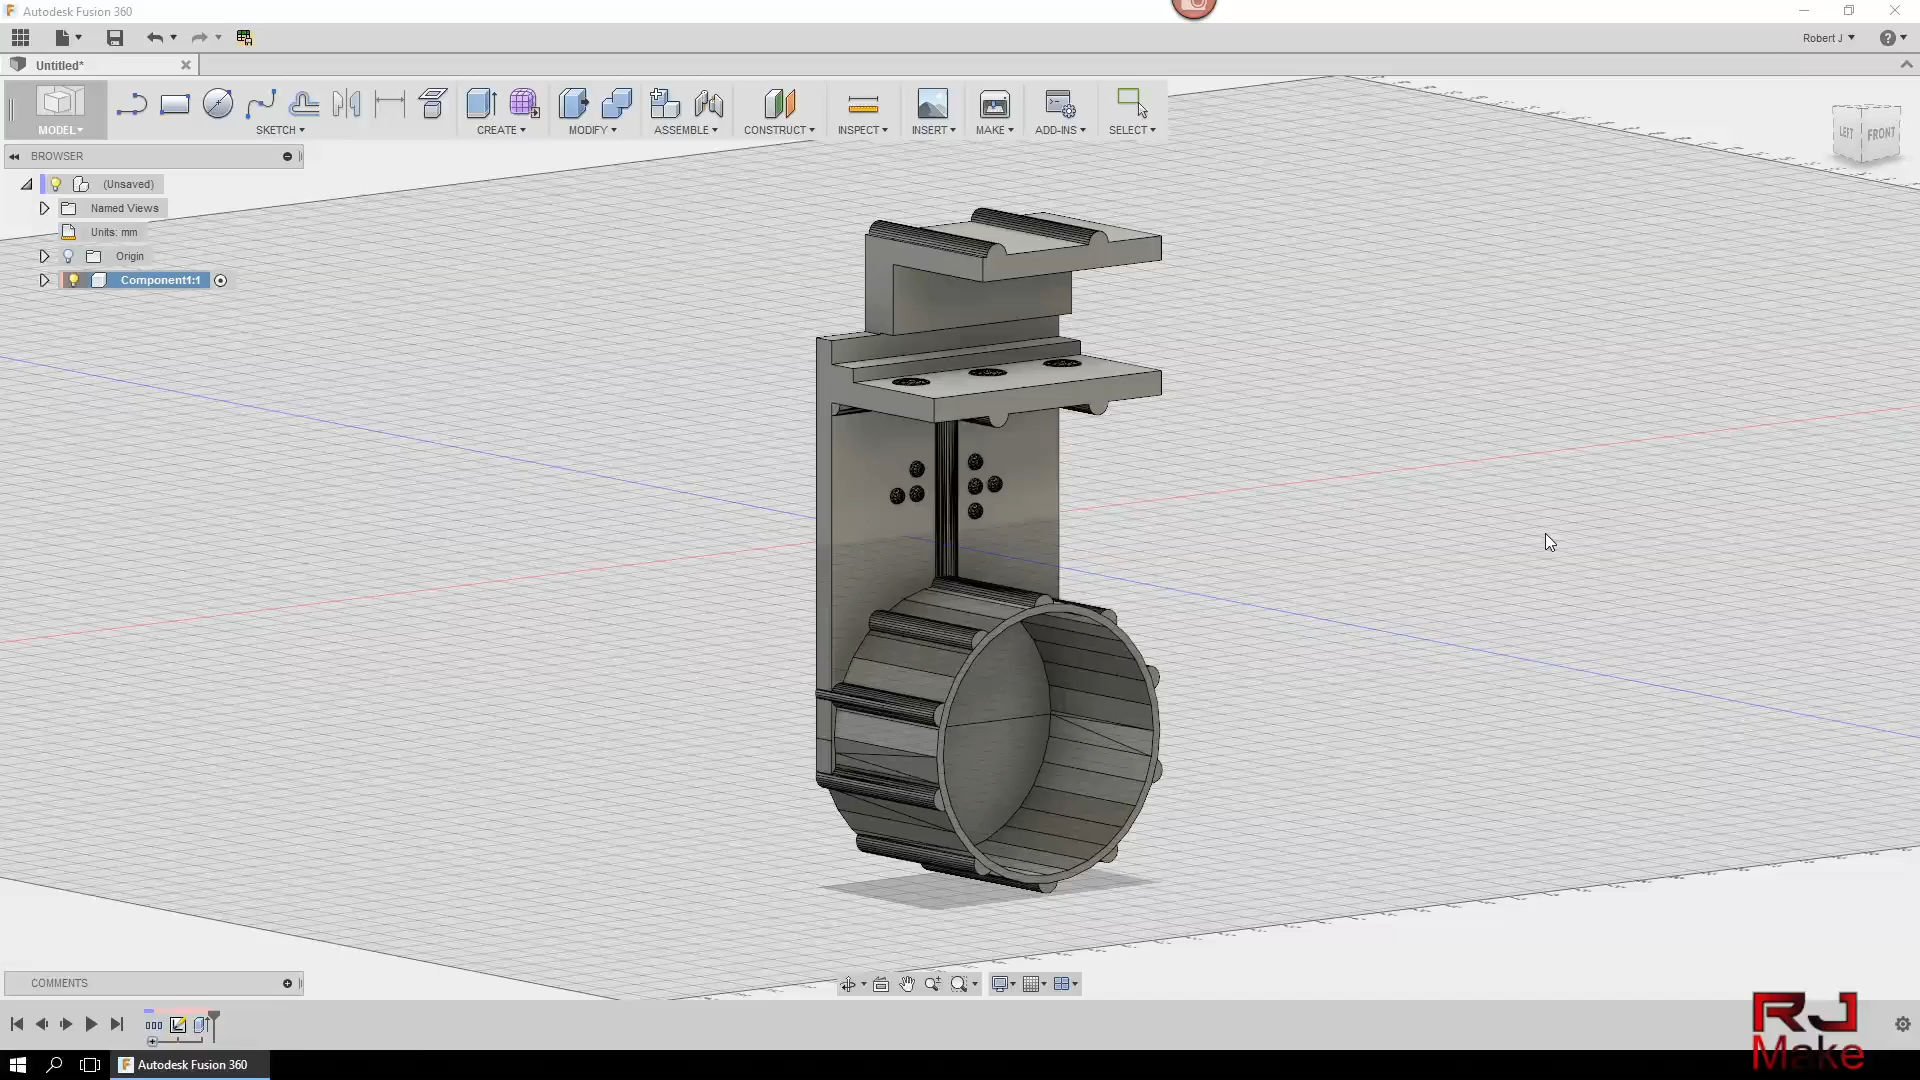 Autodesk Fusion 360
Robert J
Untitled*
MODEL
SKETCH
CREATE
MODIFY
ASSEMBLE
CONSTRUCT
INSPECT
INSERT
MAKE
ADD-INS
SELECT
LEFT
FRONT
BROWSER
(Unsaved)
Named Views
Units: mm
Origin
Component1:1
COMMENTS
RJ
Make
Autodesk Fusion 360